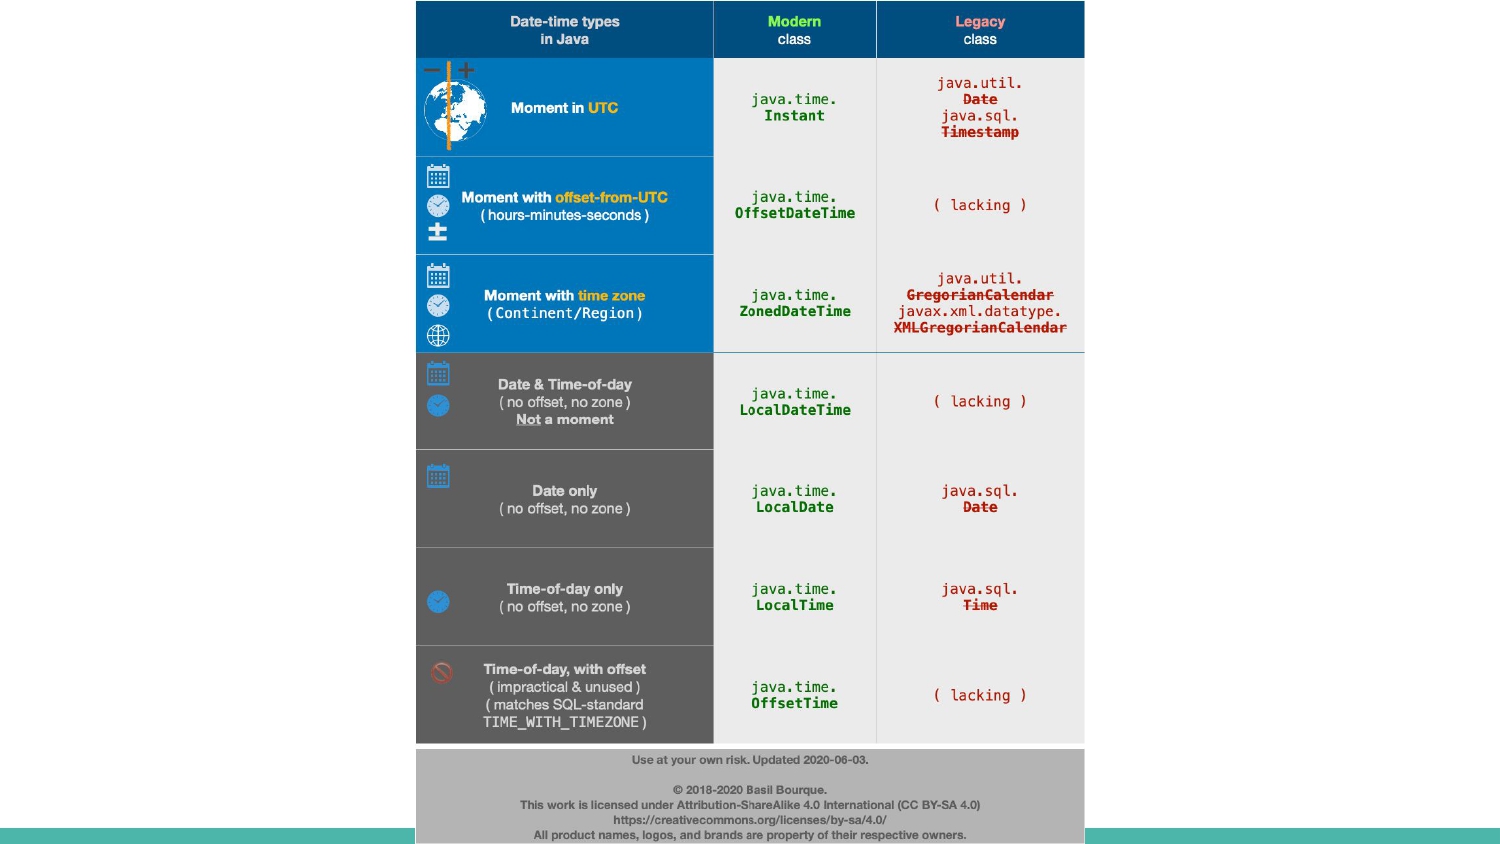 Date-time types
in Java
Modern
class
Legacy
class
Moment in UTC
java.time.
Instant
java.util.
Date
java.sql.
Timestamp
Moment with offset-from-UTC
( hours-minutes-seconds )
java.time.
OffsetDateTime
( lacking )
Moment with time zone
( Continent/Region )
java.time.
ZonedDateTime
java.util.
GregorianCalendar
javax.xml.datatype.
XMLGregorianCalendar
Date & Time-of-day
( no offset, no zone )
Not a moment
java.time.
LocalDateTime
( lacking )
Date only
( no offset, no zone )
java.time.
LocalDate
java.sql.
Date
Time-of-day only
( no offset, no zone )
java.time.
LocalTime
java.sql.
Time
Time-of-day, with offset
( impractical & unused )
( matches SQL-standard
TIME_WITH_TIMEZONE )
java.time.
OffsetTime
( lacking )
Use at your own risk. Updated 2020-06-03.
© 2018-2020 Basil Bourque.
This work is licensed under Attribution-ShareAlike 4.0 International (CC BY-SA 4.0)
https://creativecommons.org/licenses/by-sa/4.0/
All product names, logos, and brands are property of their respective owners.